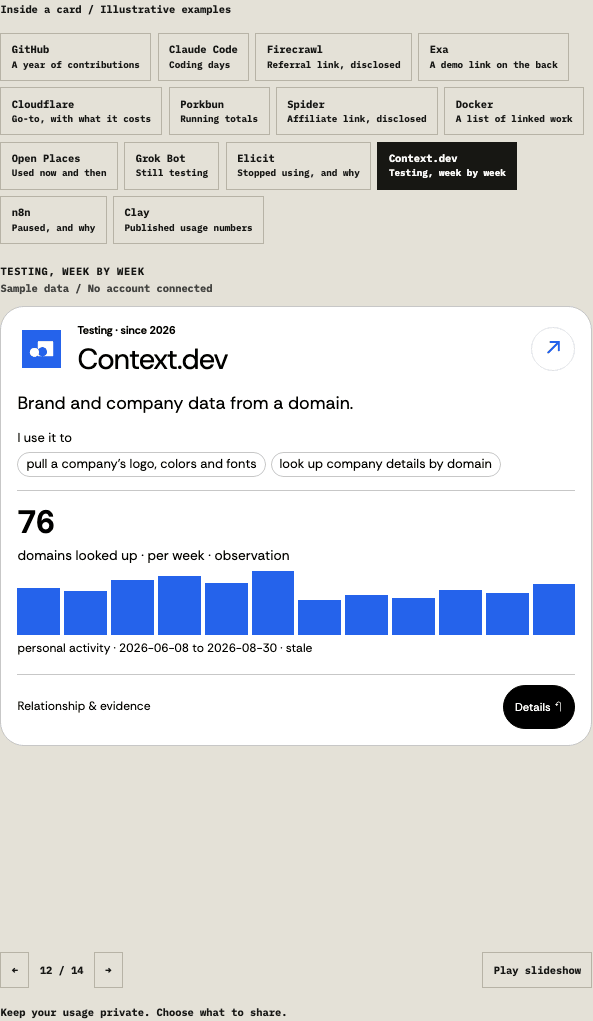 Inside a card / Illustrative examples
GitHub
A year of contributions
Claude Code
Coding days
Firecrawl
Referral link, disclosed
Exa
A demo link on the back
Cloudflare
Go-to, with what it costs
Porkbun
Running totals
Spider
Affiliate link, disclosed
Docker
A list of linked work
Open Places
Used now and then
Grok Bot
Still testing
Elicit
Stopped using, and why
Context.dev
Testing, week by week
n8n
Paused, and why
Clay
Published usage numbers
TESTING, WEEK BY WEEK
Sample data / No account connected
Testing · since 2026
Context.dev
Brand and company data from a domain.
I use it to
pull a company's logo, colors and fonts
look up company details by domain
76
domains looked up · per week · observation
personal activity · 2026-06-08 to 2026-08-30 · stale
Relationship & evidence
Details
← 12 / 14 →
Play slideshow
Keep your usage private. Choose what to share.